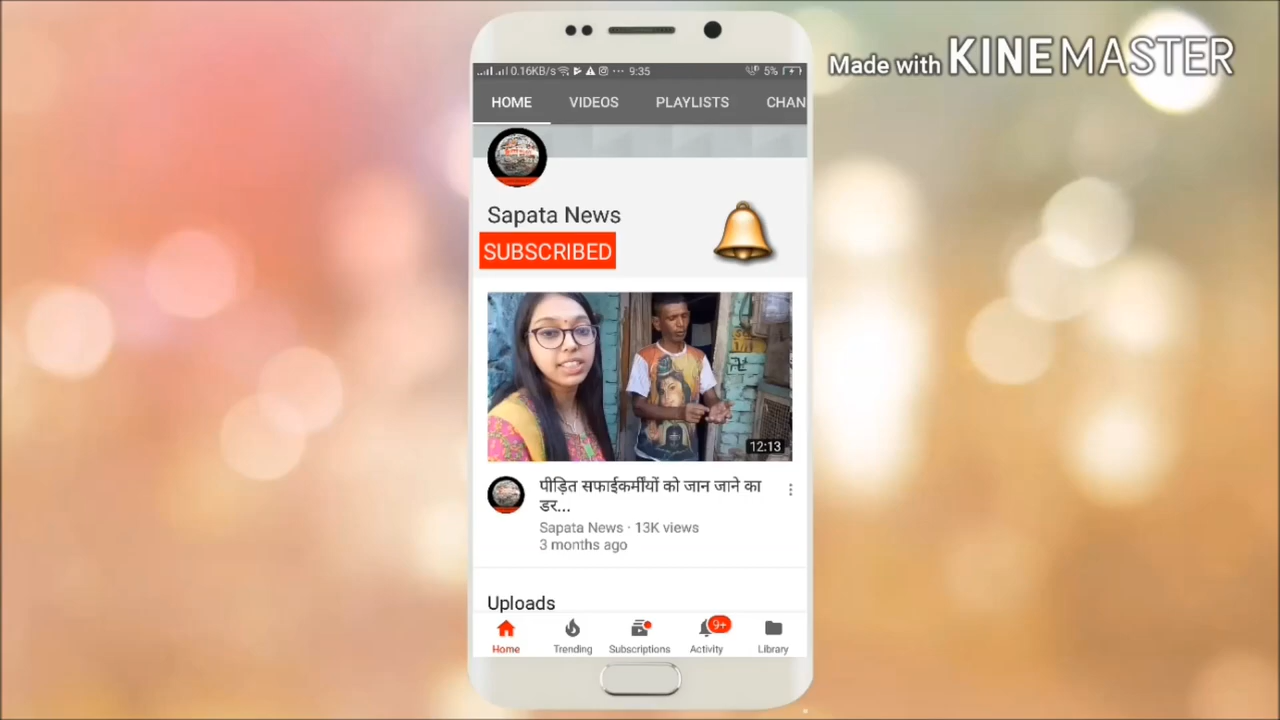 Made with KINEMASTER
0.16KB/s 9:35 5%
HOME VIDEOS PLAYLISTS CHAN
Sapata News
SUBSCRIBED
12:13
पीड़ित सफाईकर्मीयों को जान जाने का
डर...
Sapata News · 13K views
3 months ago
Uploads
9+
Home Trending Subscriptions Activity Library